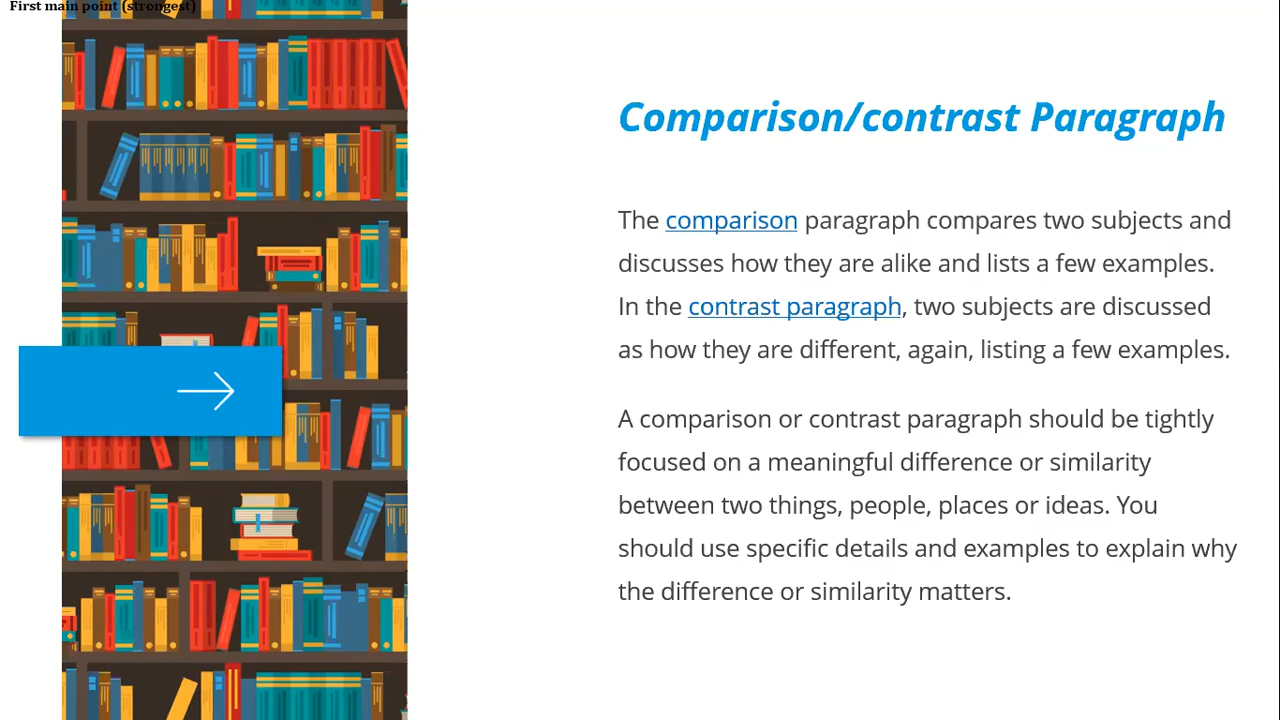 First main point (strongest)
Comparison/contrast Paragraph
The comparison paragraph compares two subjects and
discusses how they are alike and lists a few examples.
In the contrast paragraph, two subjects are discussed
as how they are different, again, listing a few examples.
A comparison or contrast paragraph should be tightly
focused on a meaningful difference or similarity
between two things, people, places or ideas. You
should use specific details and examples to explain why
the difference or similarity matters.